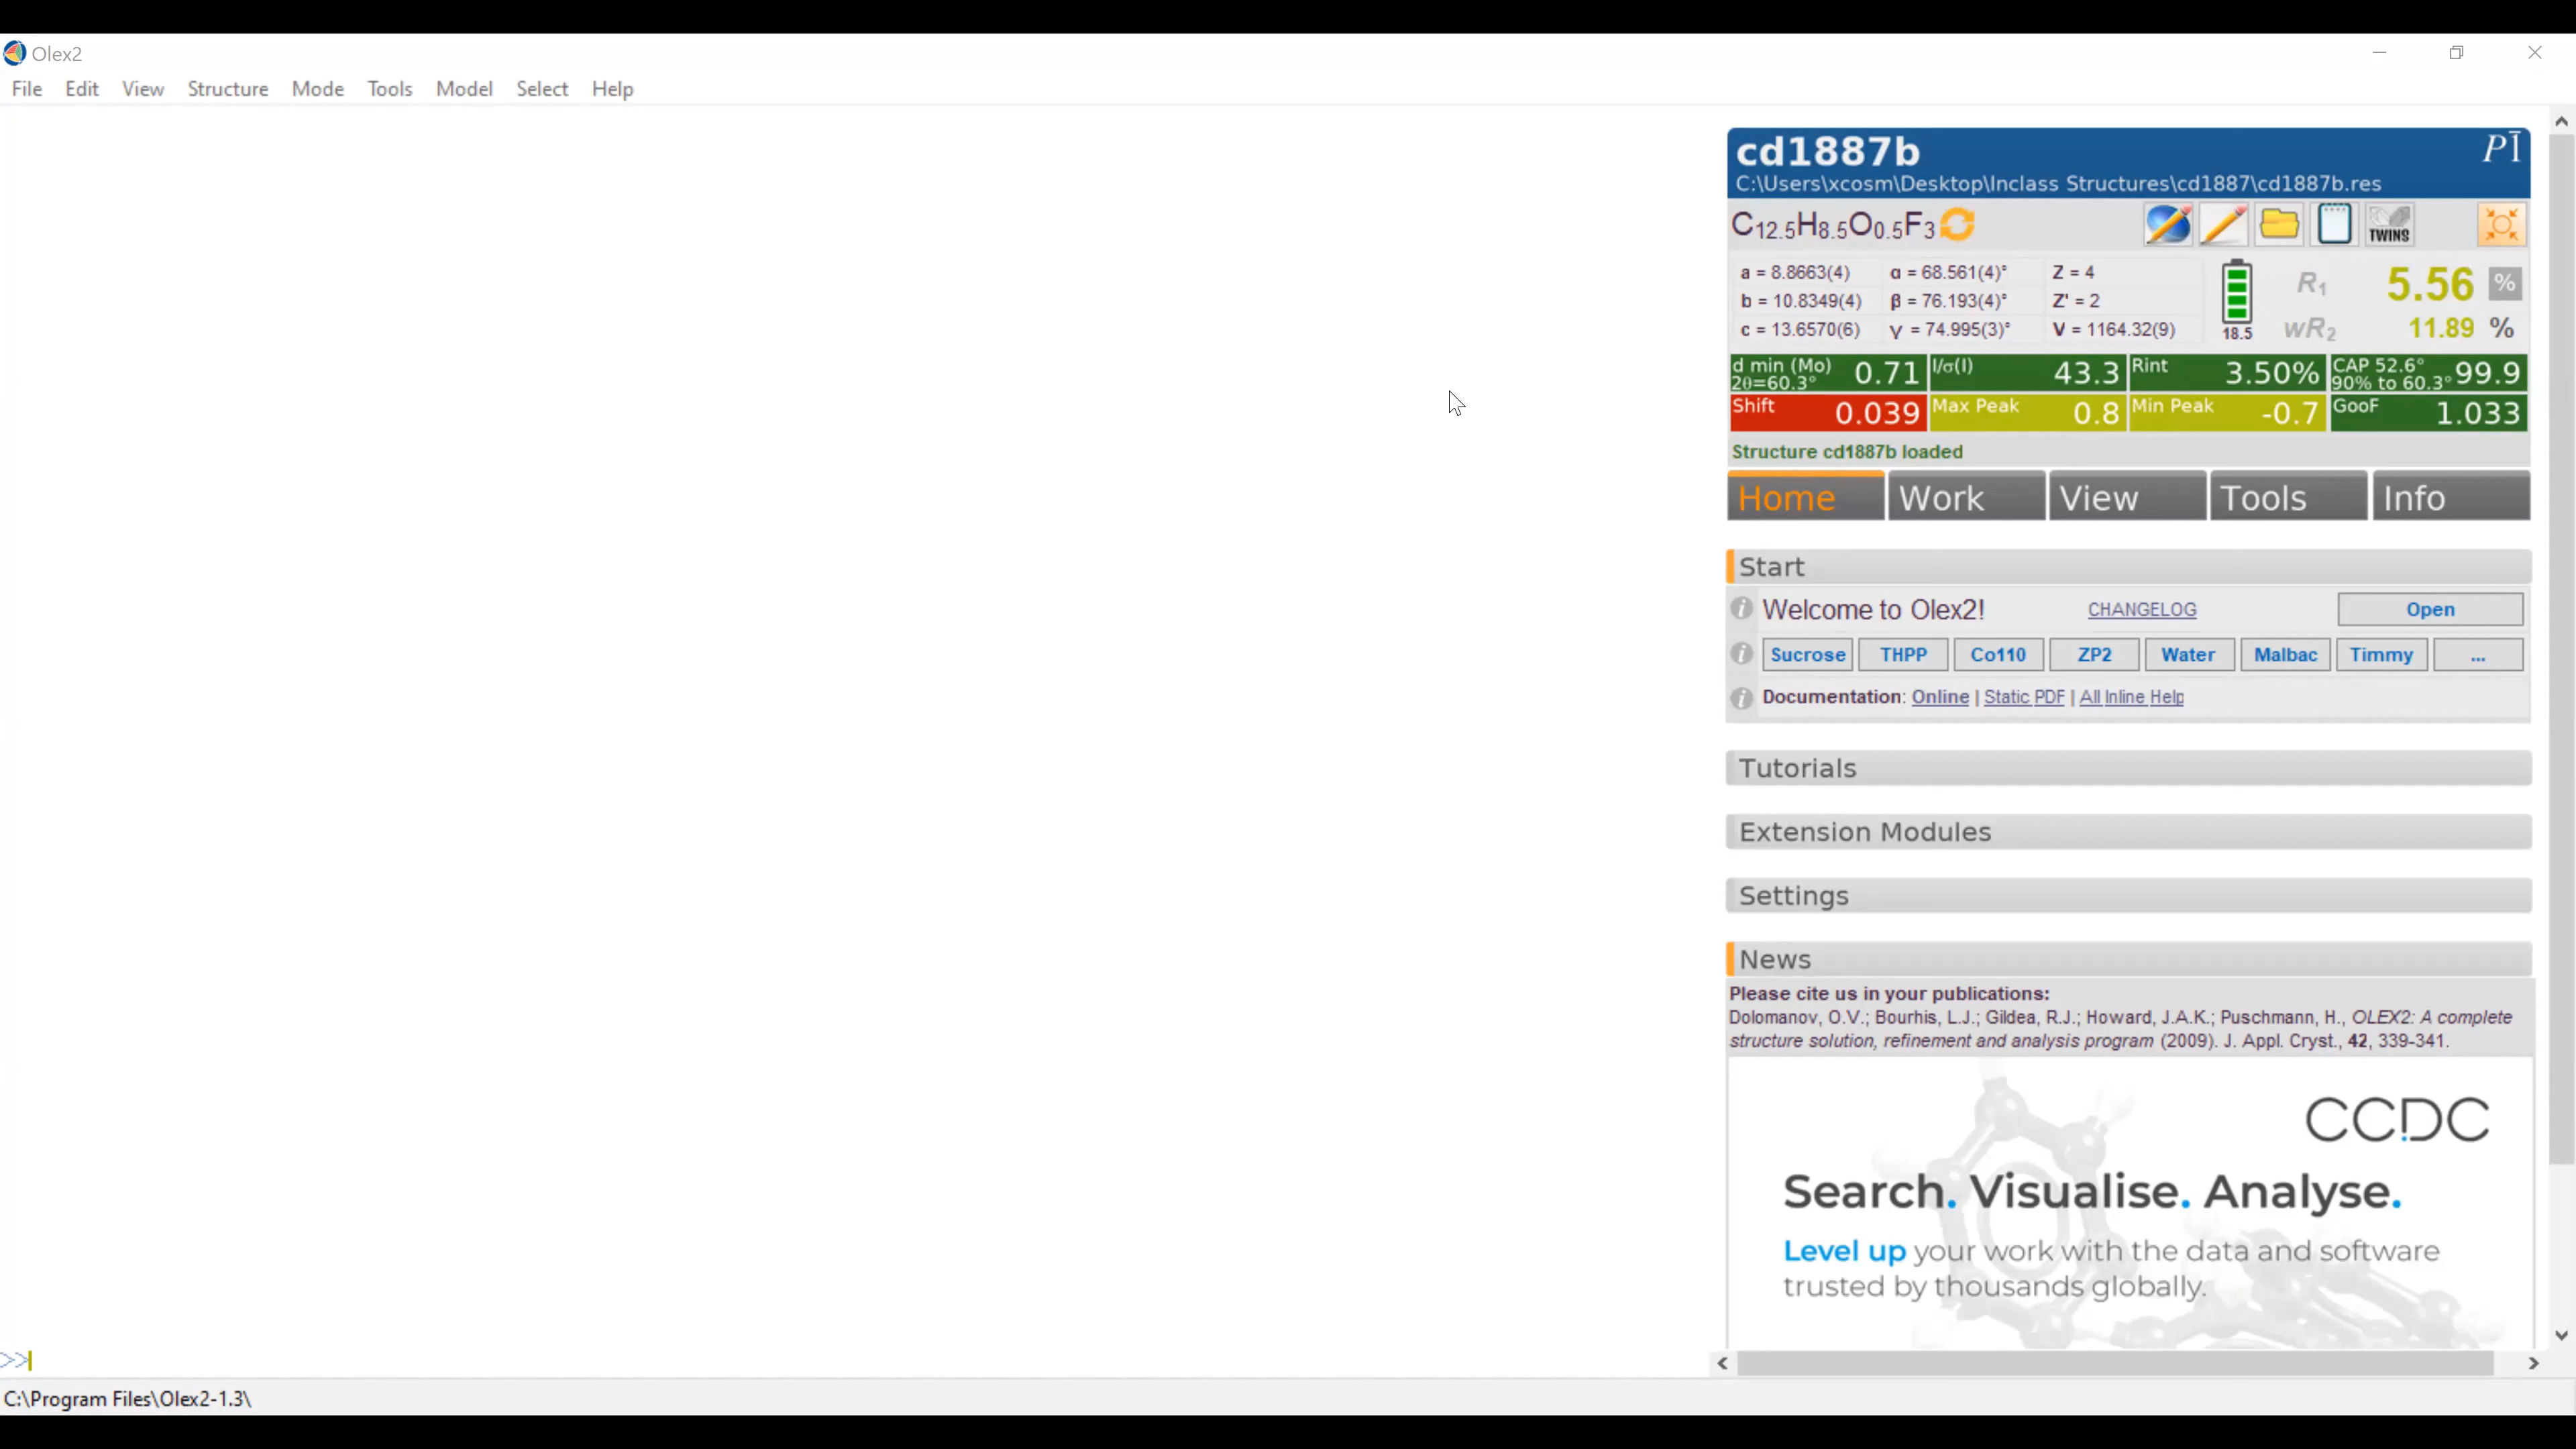 Olex2
File Edit View Structure Mode Tools Model Select Help
cd1887b P1̅
C:\Users\xcosm\Desktop\Inclass Structures\cd1887\cd1887b.res
C12.5H8.5O0.5F3 TWINS
a = 8.8663(4) α = 68.561(4)° Z = 4
b = 10.8349(4) β = 76.193(4)° Z' = 2
c = 13.6570(6) γ = 74.995(3)° V = 1164.32(9)
18.5
R1 5.56 %
wR2 11.89 %
d min (Mo) 2θ=60.3° 0.71 I/σ(I) 43.3 Rint 3.50% CAP 52.6° 90% to 60.3° 99.9
Shift 0.039 Max Peak 0.8 Min Peak -0.7 GooF 1.033
Structure cd1887b loaded
Home Work View Tools Info
Start
Welcome to Olex2! CHANGELOG Open
Sucrose THPP Co110 ZP2 Water Malbac Timmy ...
Documentation: Online | Static PDF | All Inline Help
Tutorials
Extension Modules
Settings
News
Please cite us in your publications:
Dolomanov, O.V.; Bourhis, L.J.; Gildea, R.J.; Howard, J.A.K.; Puschmann, H., OLEX2: A complete
structure solution, refinement and analysis program (2009). J. Appl. Cryst., 42, 339-341.
CCDC
Search. Visualise. Analyse.
Level up your work with the data and software
trusted by thousands globally.
>>
C:\Program Files\Olex2-1.3\